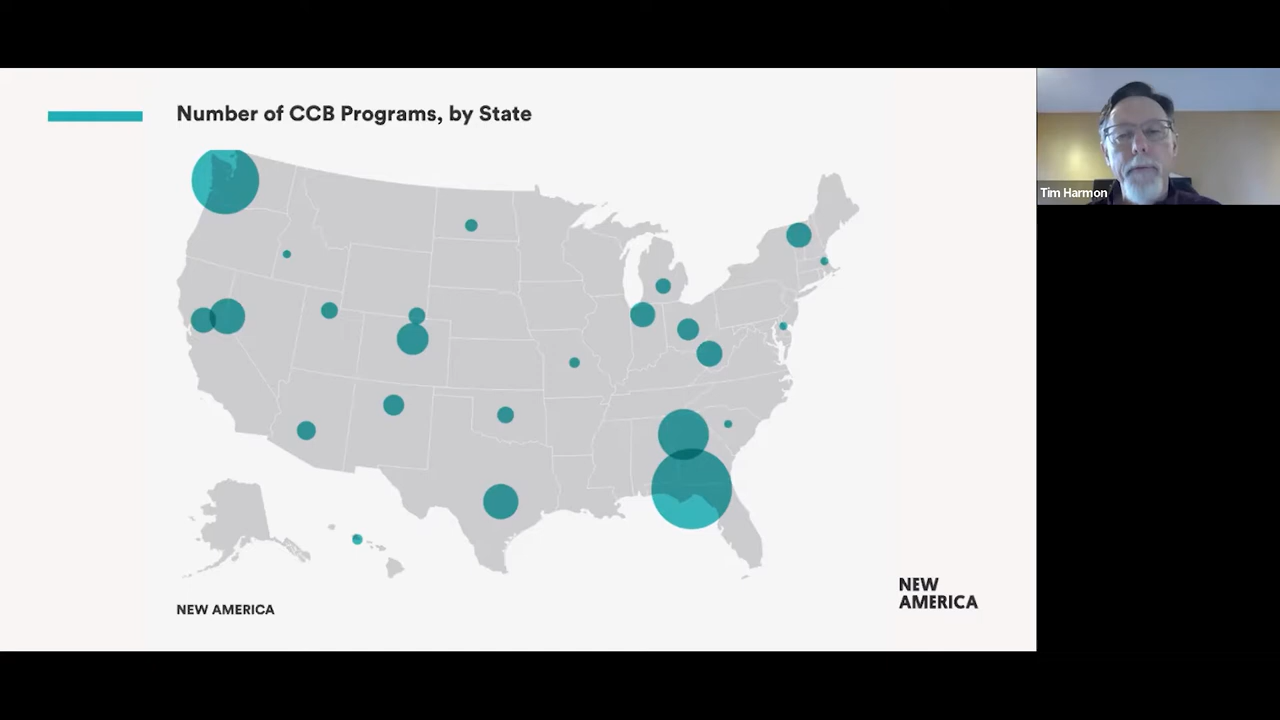 Number of CCB Programs, by State
Tim Harmon
NEW AMERICA
NEW
AMERICA